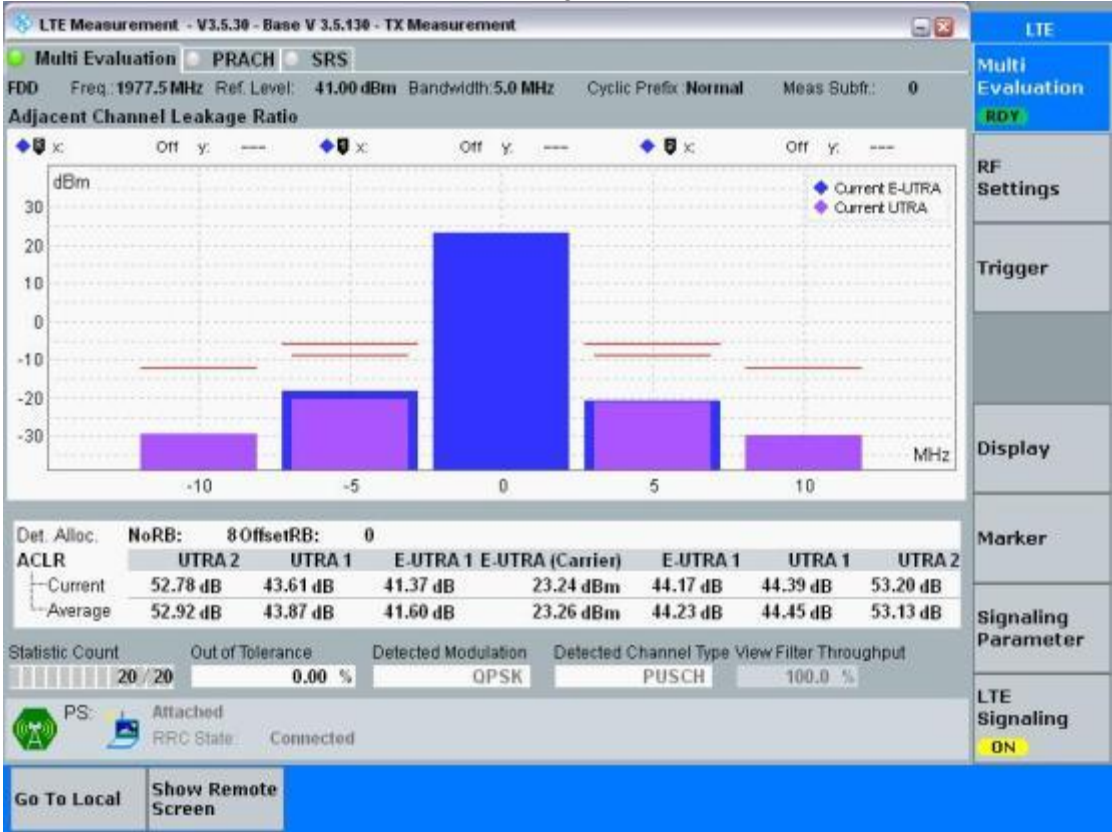 LTE Measurement - V3.5.30 - Base V 3.5.130 - TX Measurement
LTE
Multi Evaluation PRACH SRS
Multi
Evaluation
RDY
FDD Freq.: 1977.5 MHz Ref. Level: 41.00 dBm Bandwidth: 5.0 MHz Cyclic Prefix: Normal Meas Subfr.: 0
Adjacent Channel Leakage Ratio
x: Off y: --- x: Off y: --- x: Off y: ---
RF
Settings
dBm
Current E-UTRA
Current UTRA
30
20
10
0
-10
-20
-30
MHz
-10 -5 0 5 10
Trigger
Display
Marker
Det. Alloc. NoRB: 8 OffsetRB: 0
ACLR UTRA 2 UTRA 1 E-UTRA 1 E-UTRA (Carrier) E-UTRA 1 UTRA 1 UTRA 2
Current 52.78 dB 43.61 dB 41.37 dB 23.24 dBm 44.17 dB 44.39 dB 53.20 dB
Average 52.92 dB 43.87 dB 41.60 dB 23.26 dBm 44.23 dB 44.45 dB 53.13 dB
Signaling
Parameter
Statistic Count Out of Tolerance Detected Modulation Detected Channel Type View Filter Throughput
20 / 20 0.00 % QPSK PUSCH 100.0 %
LTE
Signaling
ON
PS: Attached
RRC State: Connected
Go To Local
Show Remote
Screen